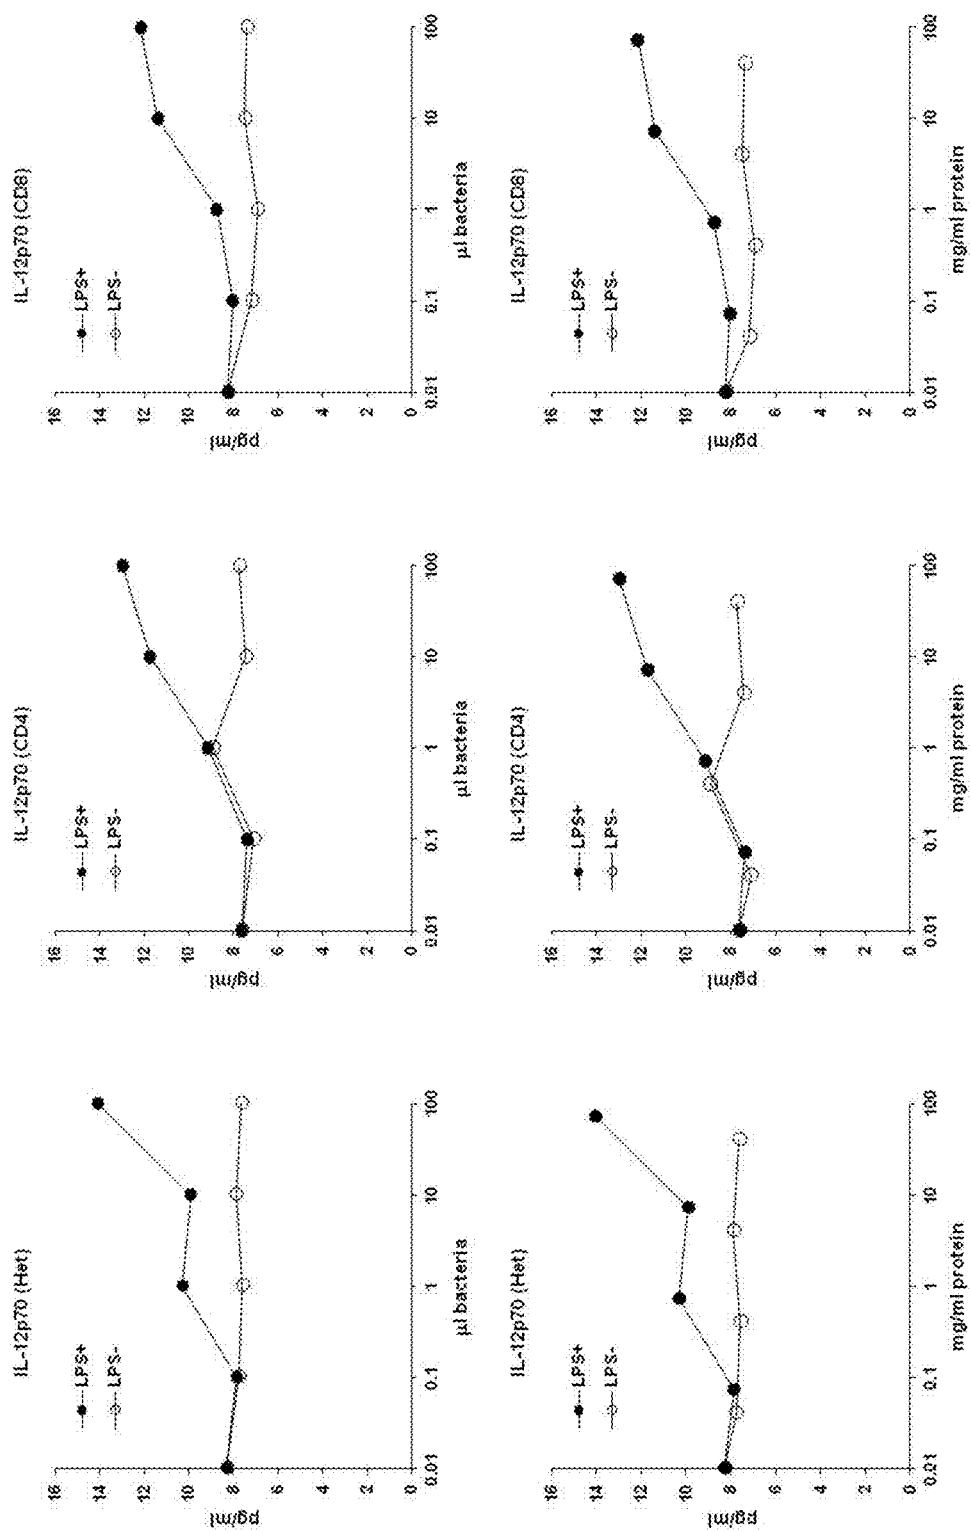 IL-12p70 (Het)
LPS+
LPS-
pg/ml
16
14
12
10
8
6
4
2
0
0.01 0.1 1 10 100
µl bacteria
IL-12p70 (CD4)
LPS+
LPS-
pg/ml
16
14
12
10
8
6
4
2
0
0.01 0.1 1 10 100
µl bacteria
IL-12p70 (CD8)
LPS+
LPS-
pg/ml
16
14
12
10
8
6
4
2
0
0.01 0.1 1 10 100
µl bacteria
IL-12p70 (Het)
LPS+
LPS-
pg/ml
16
14
12
10
8
6
4
2
0
0.01 0.1 1 10 100
mg/ml protein
IL-12p70 (CD4)
LPS+
LPS-
pg/ml
16
14
12
10
8
6
4
2
0
0.01 0.1 1 10 100
mg/ml protein
IL-12p70 (CD8)
LPS+
LPS-
pg/ml
16
14
12
10
8
6
4
2
0
0.01 0.1 1 10 100
mg/ml protein